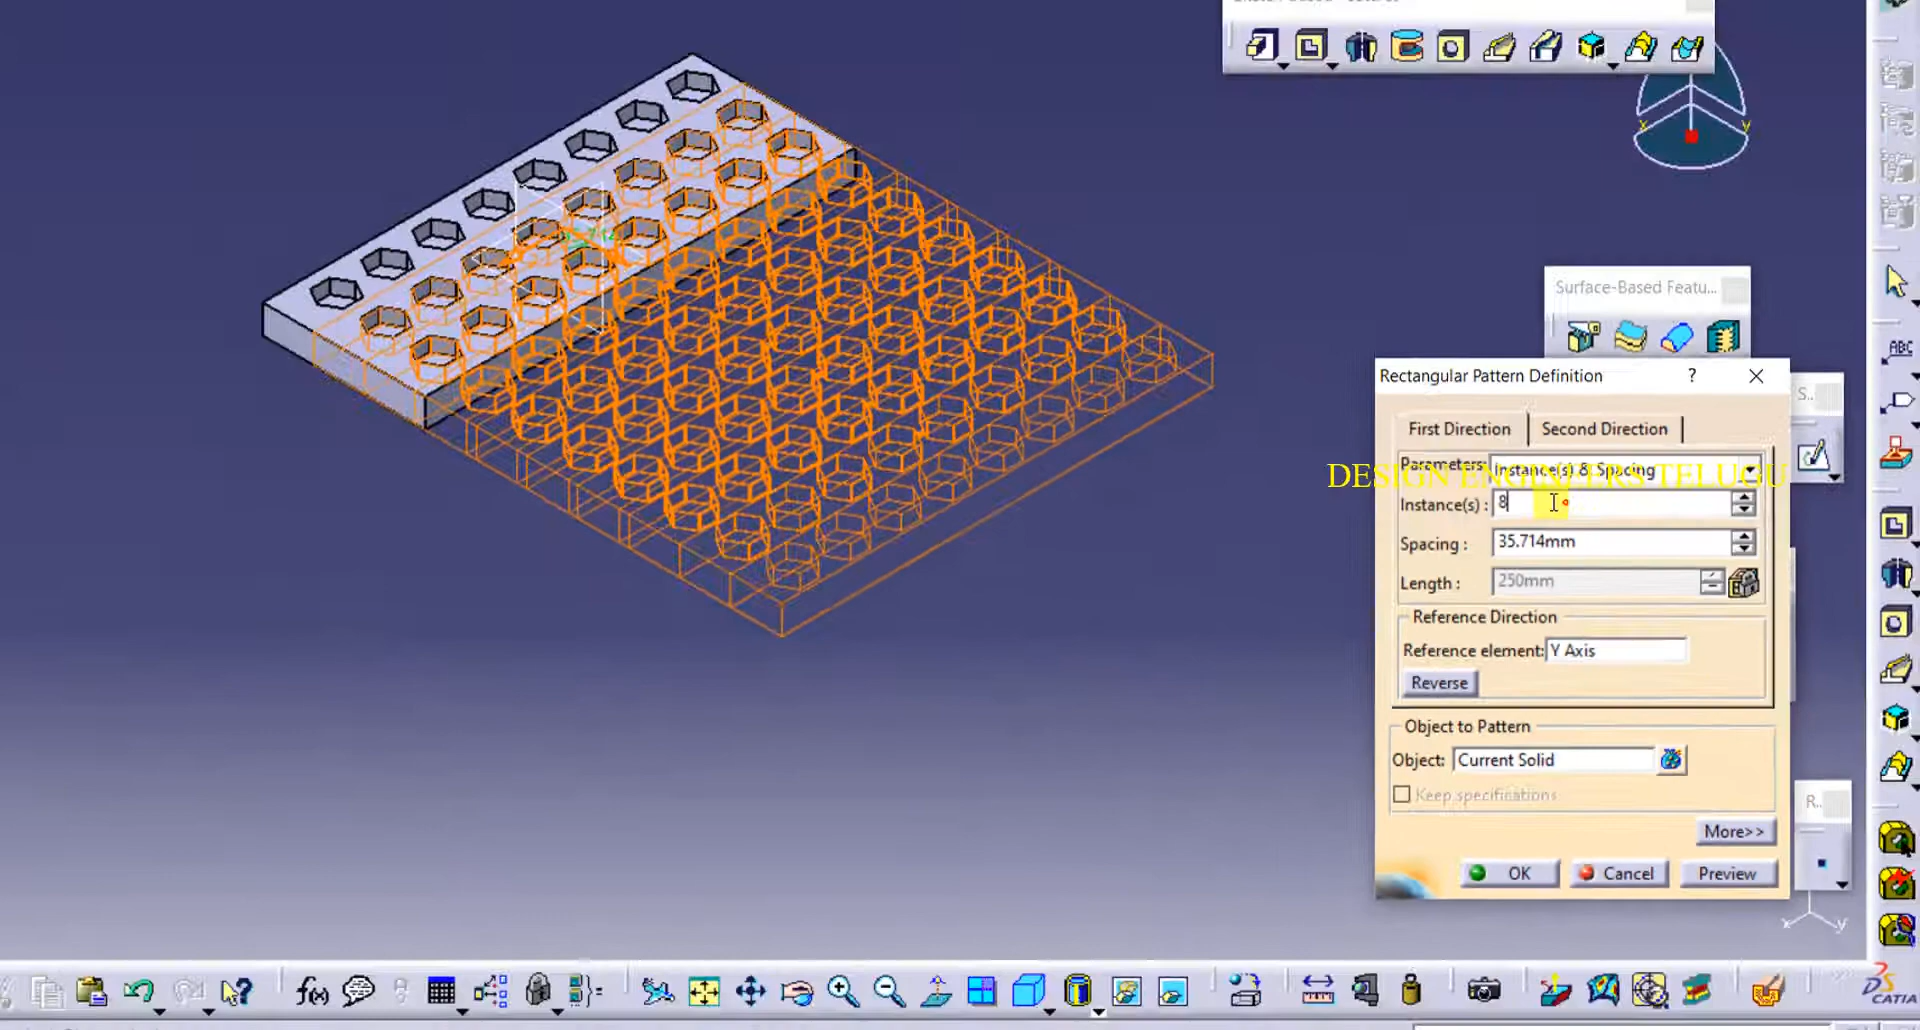 Surface-Based Featu...
Rectangular Pattern Definition ? 
S..
First Direction
Second Direction
Parameters:
Instance(s) & Spacing
DESIGN ENGINEERS TELUGU
Instance(s) :
8
Spacing :
35.714mm
Length :
250mm
Reference Direction
Reference element:
Y Axis
Reverse
Object to Pattern
Object:
Current Solid
Keep specifications
More>>
OK
Cancel
Preview
R..
x
y
ABC
f(x)
CATIA